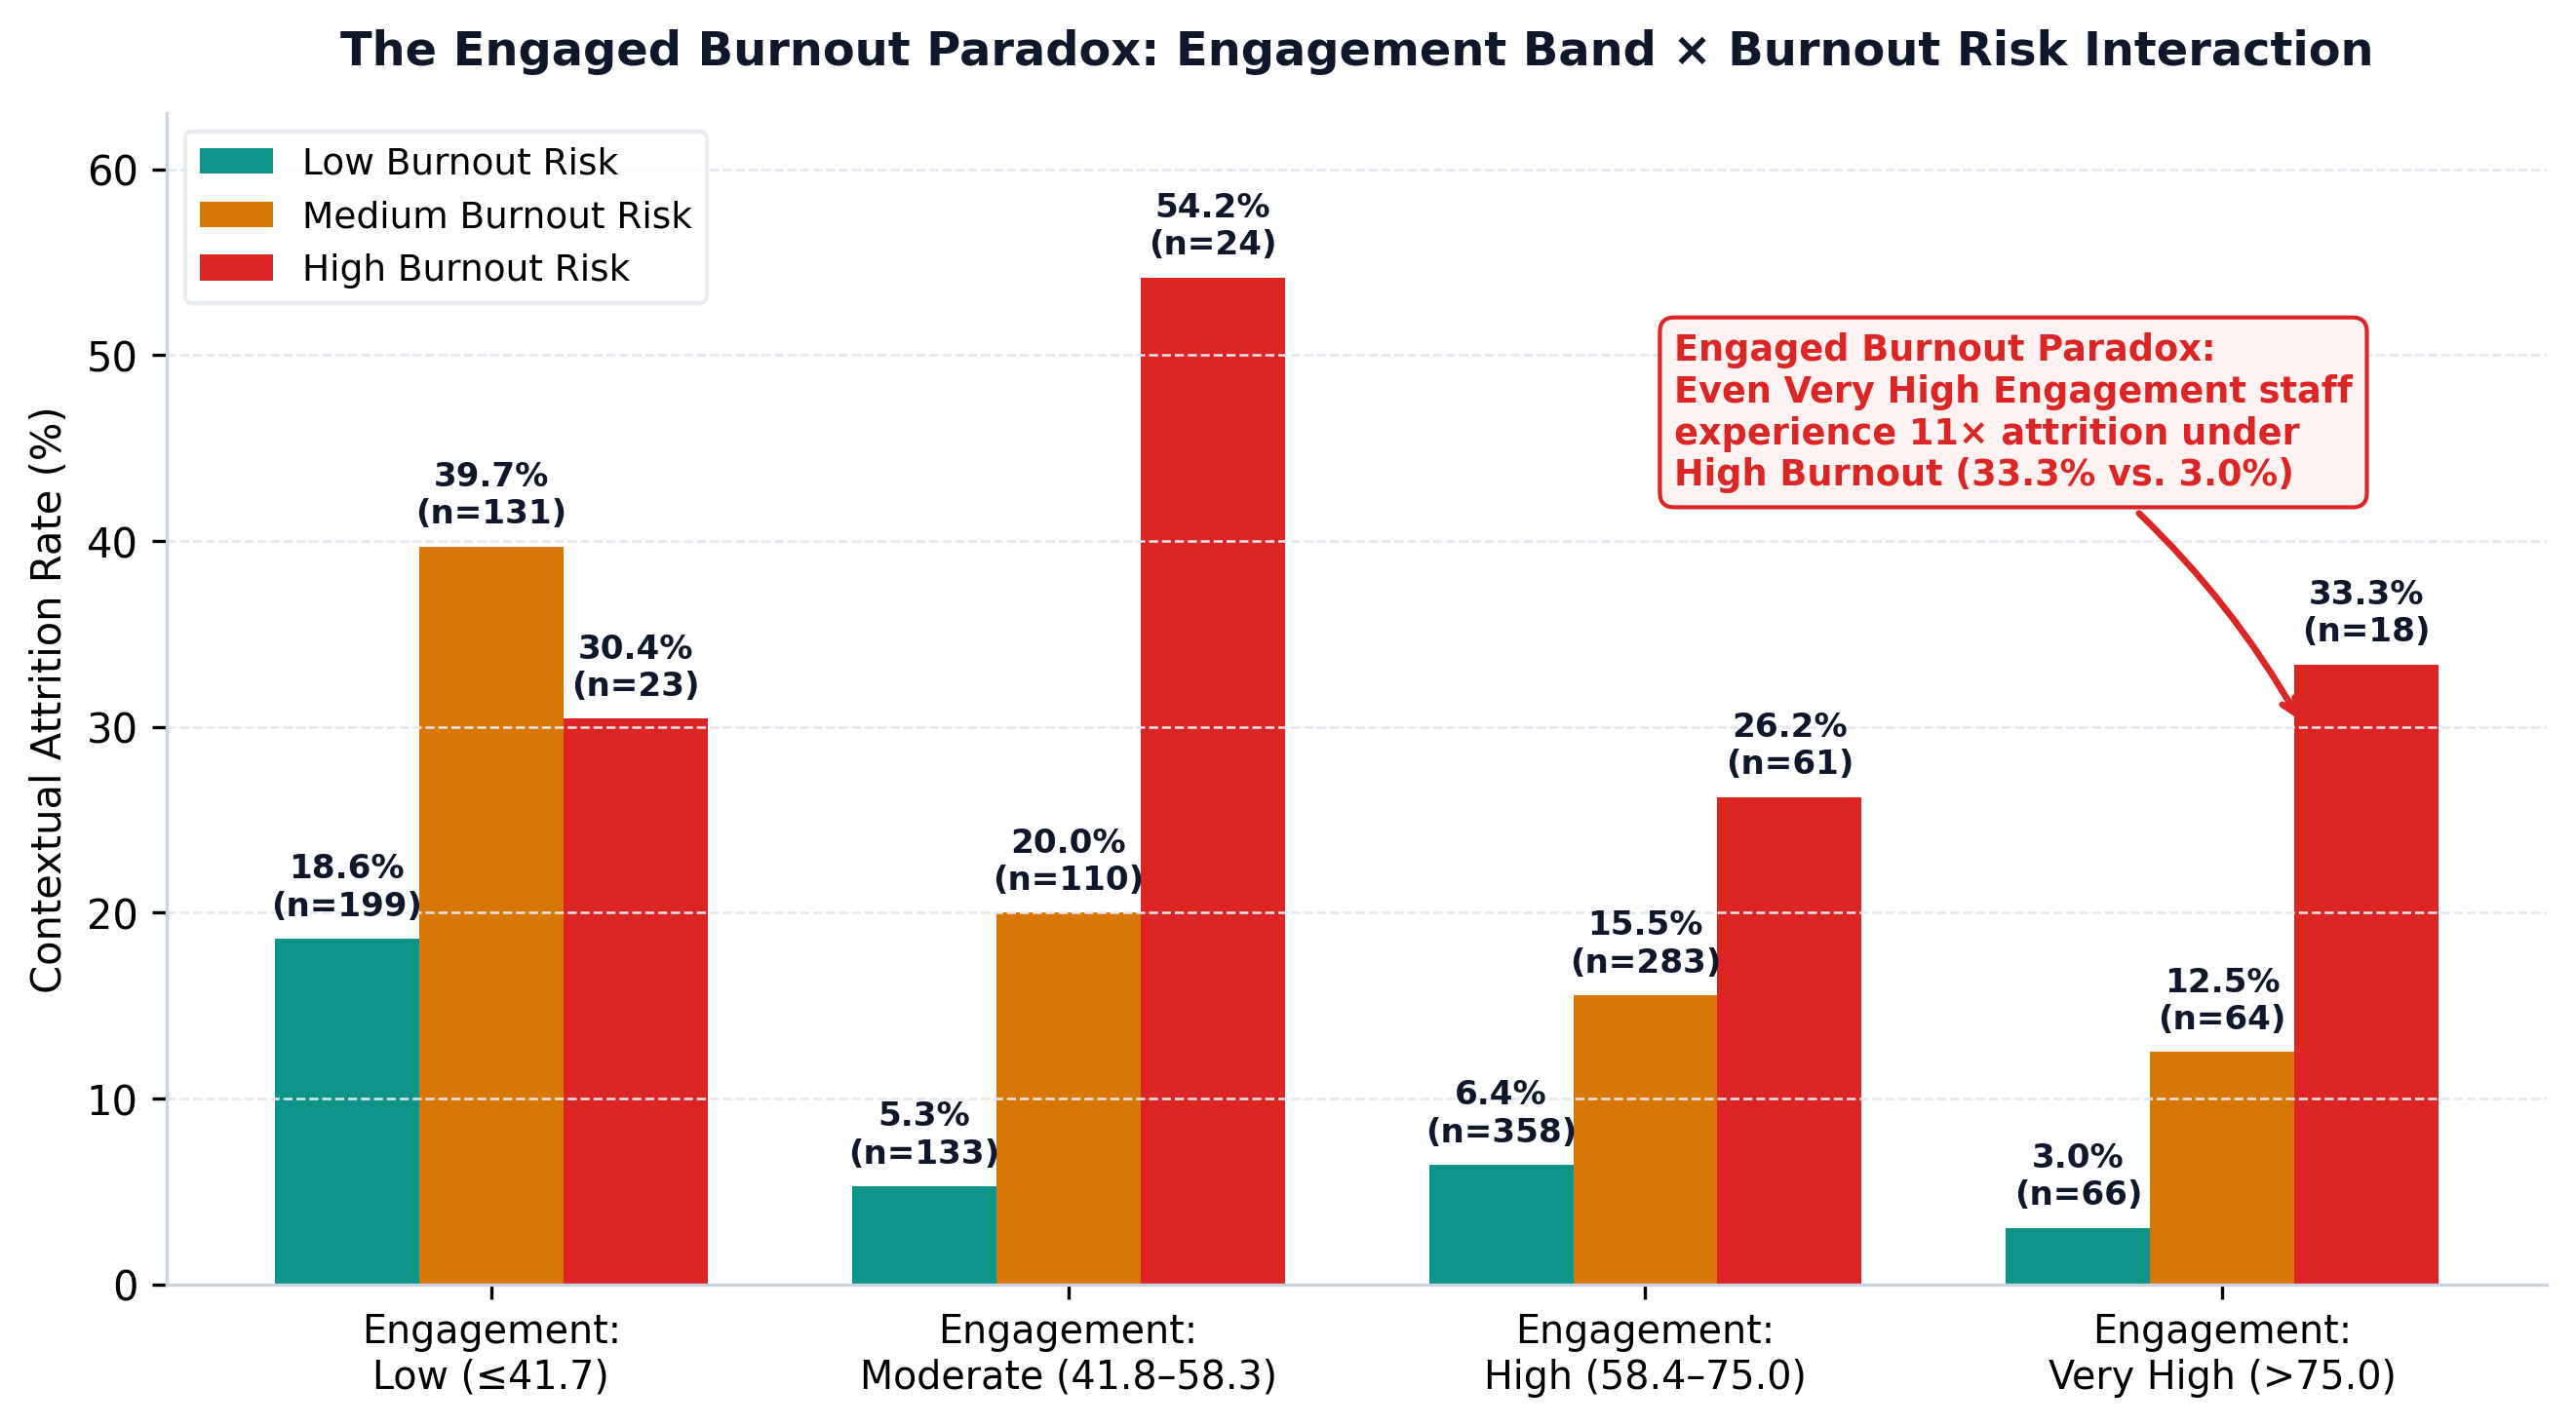 The Engaged Burnout Paradox: Engagement Band × Burnout Risk Interaction
Low Burnout Risk
Medium Burnout Risk
High Burnout Risk
Contextual Attrition Rate (%)
60
50
40
30
20
10
0
18.6%
(n=199)
39.7%
(n=131)
30.4%
(n=23)
5.3%
(n=133)
20.0%
(n=110)
54.2%
(n=24)
6.4%
(n=358)
15.5%
(n=283)
26.2%
(n=61)
3.0%
(n=66)
12.5%
(n=64)
33.3%
(n=18)
Engaged Burnout Paradox:
Even Very High Engagement staff
experience 11× attrition under
High Burnout (33.3% vs. 3.0%)
Engagement:
Low (≤41.7)
Engagement:
Moderate (41.8–58.3)
Engagement:
High (58.4–75.0)
Engagement:
Very High (>75.0)